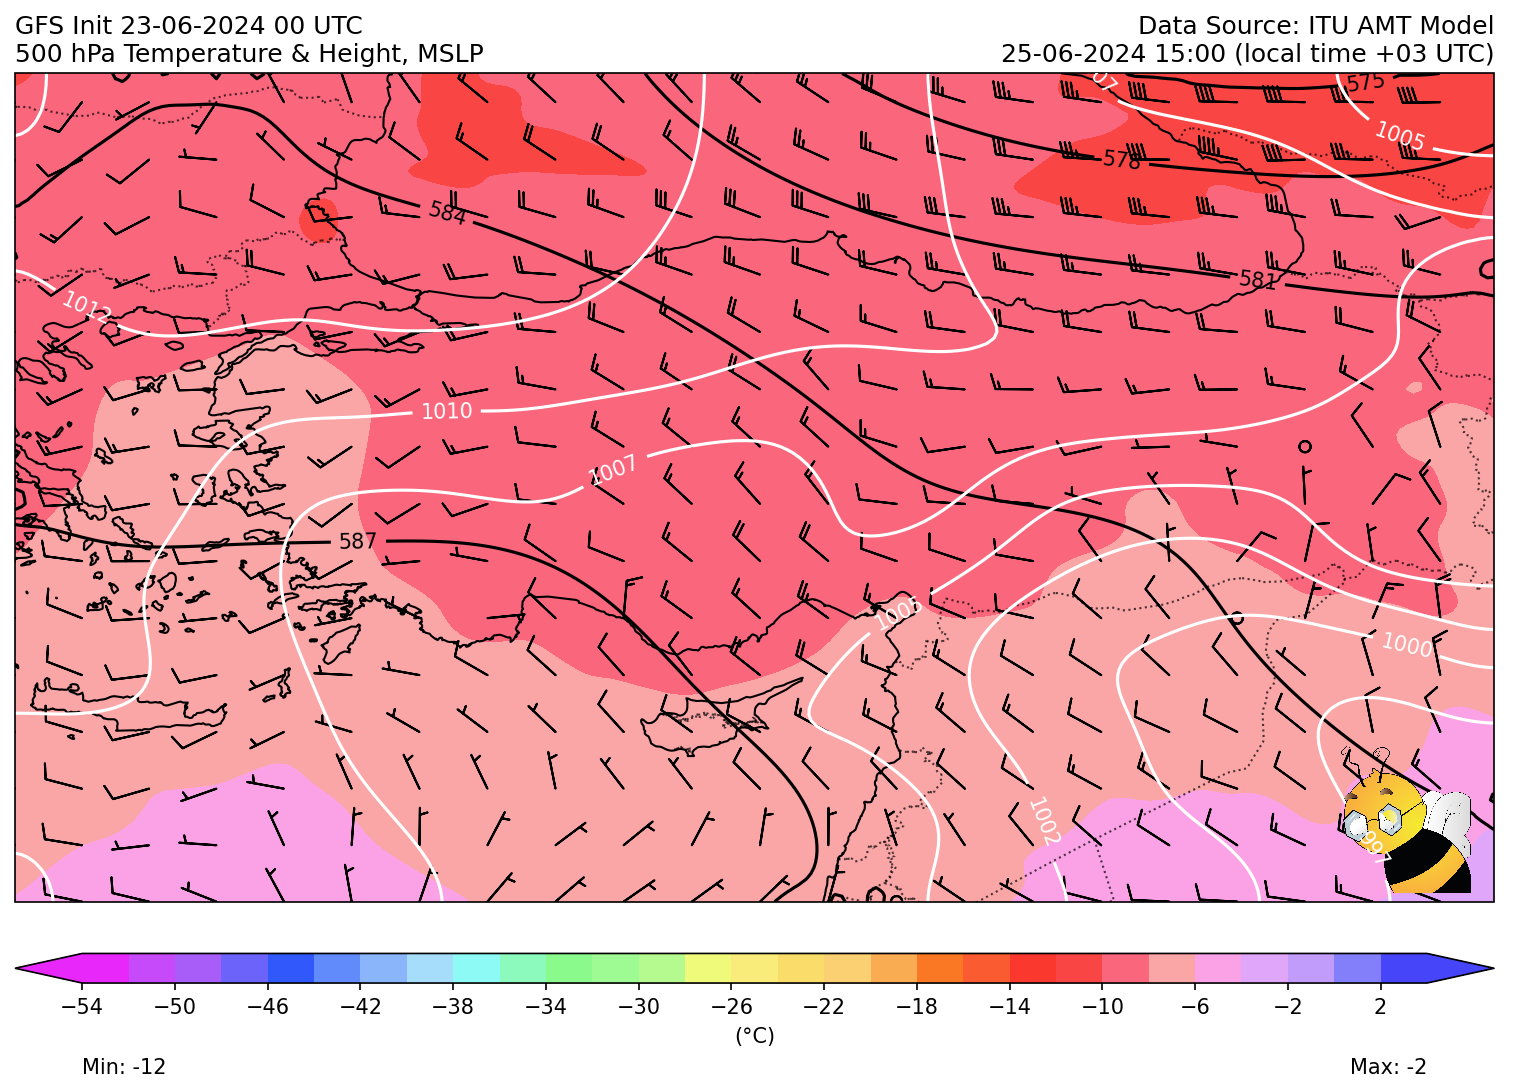 GFS Init 23-06-2024 00 UTC
Data Source: ITU AMT Model
500 hPa Temperature & Height, MSLP
25-06-2024 15:00 (local time +03 UTC)
07
575
1005
578
584
581
1012
1010
1007
587
1005
1000
1002
997
−54 −50 −46 −42 −38 −34 −30 −26 −22 −18 −14 −10 −6 −2 2
(°C)
Min: -12
Max: -2